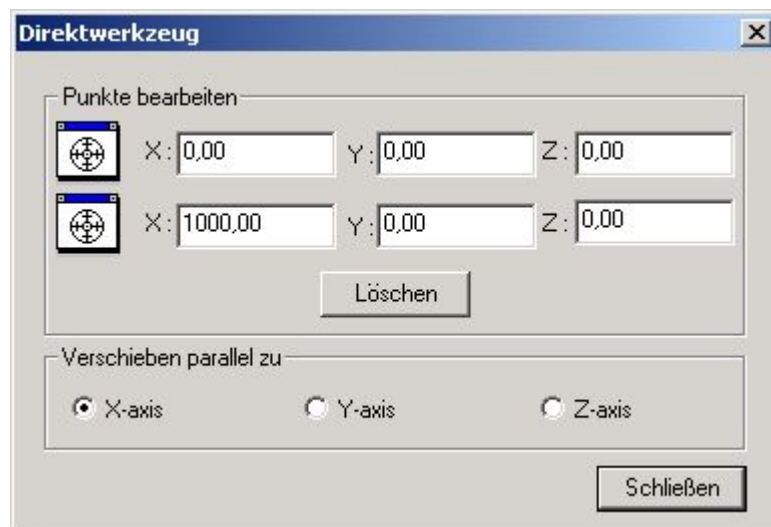 Direktwerkzeug
Punkte bearbeiten
X: 0,00 Y: 0,00 Z: 0,00
X: 1000,00 Y: 0,00 Z: 0,00
Löschen
Verschieben parallel zu
X-axis Y-axis Z-axis
Schließen